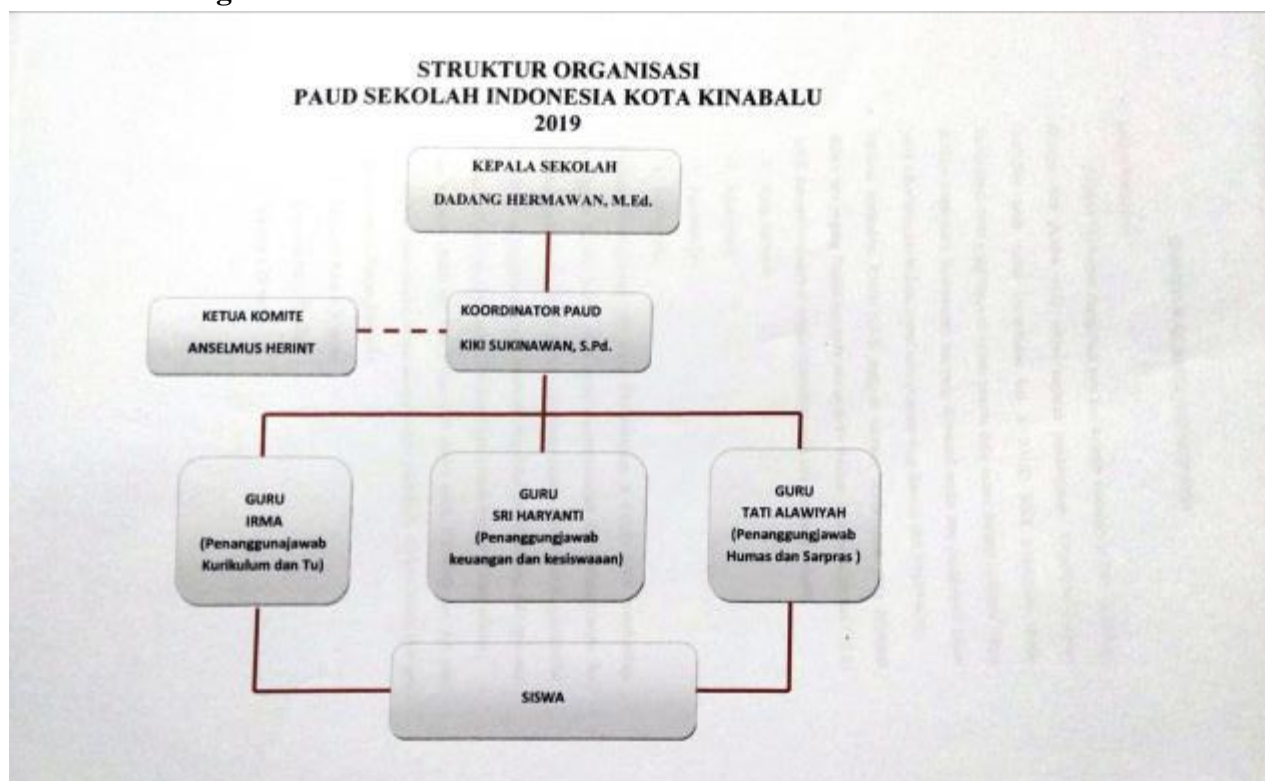 STRUKTUR ORGANISASI
PAUD SEKOLAH INDONESIA KOTA KINABALU
2019
KEPALA SEKOLAH
DADANG HERMAWAN, M.Ed.
KETUA KOMITE
ANSELMUS HERINT
KOORDINATOR PAUD
KIKI SUKINAWAN, S.Pd.
GURU
IRMA
(Penanggunajawab
Kurikulum dan Tu)
GURU
SRI HARYANTI
(Penanggungjawab
keuangan dan kesiswaaan)
GURU
TATI ALAWIYAH
(Penanggungjawab
Humas dan Sarpras )
SISWA